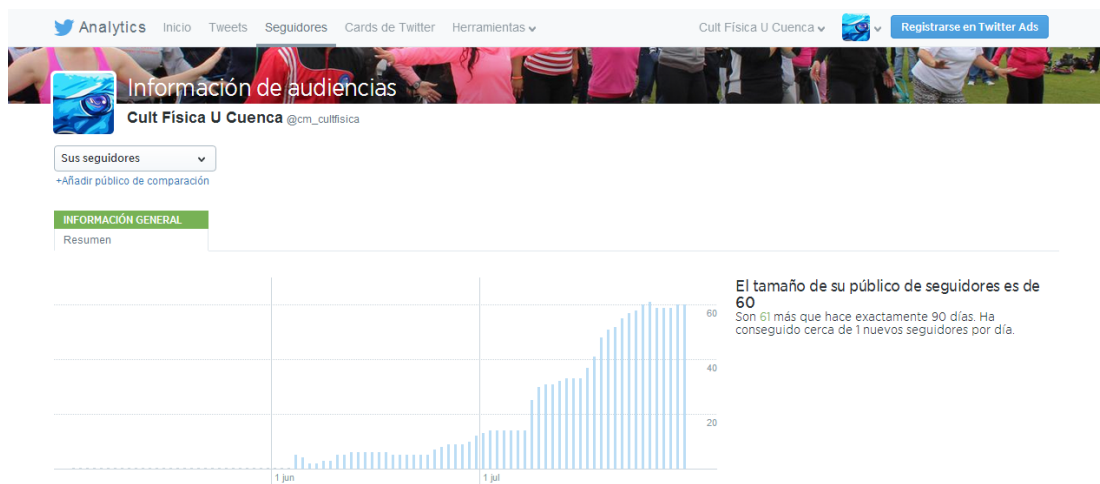 Analytics Inicio Tweets Seguidores Cards de Twitter Herramientas Cult Física U Cuenca Registrarse en Twitter Ads
Información de audiencias
Cult Física U Cuenca @cm_cultfisica
Sus seguidores
+Añadir público de comparación
INFORMACIÓN GENERAL
Resumen
El tamaño de su público de seguidores es de
60
Son 61 más que hace exactamente 90 días. Ha
conseguido cerca de 1 nuevos seguidores por día.
60
40
20
1 jun 1 jul